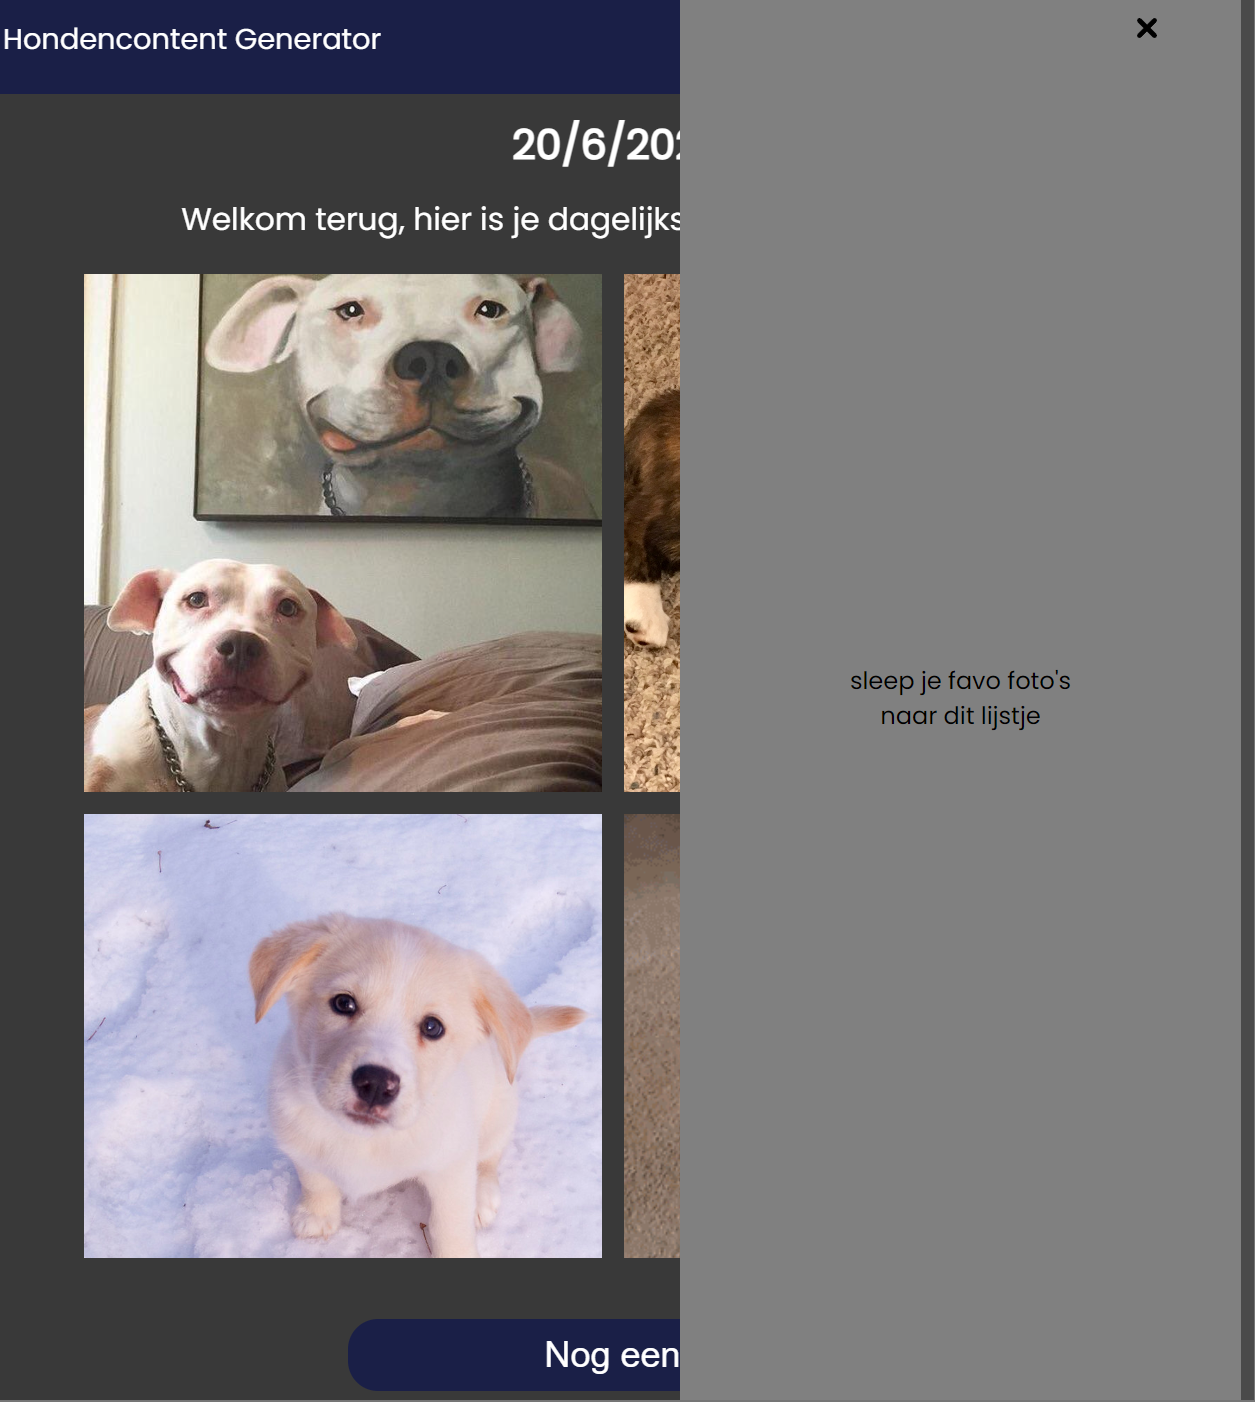 Hondencontent Generator
20/6/202
Welkom terug, hier is je dagelijks
sleep je favo foto's
naar dit lijstje
Nog een